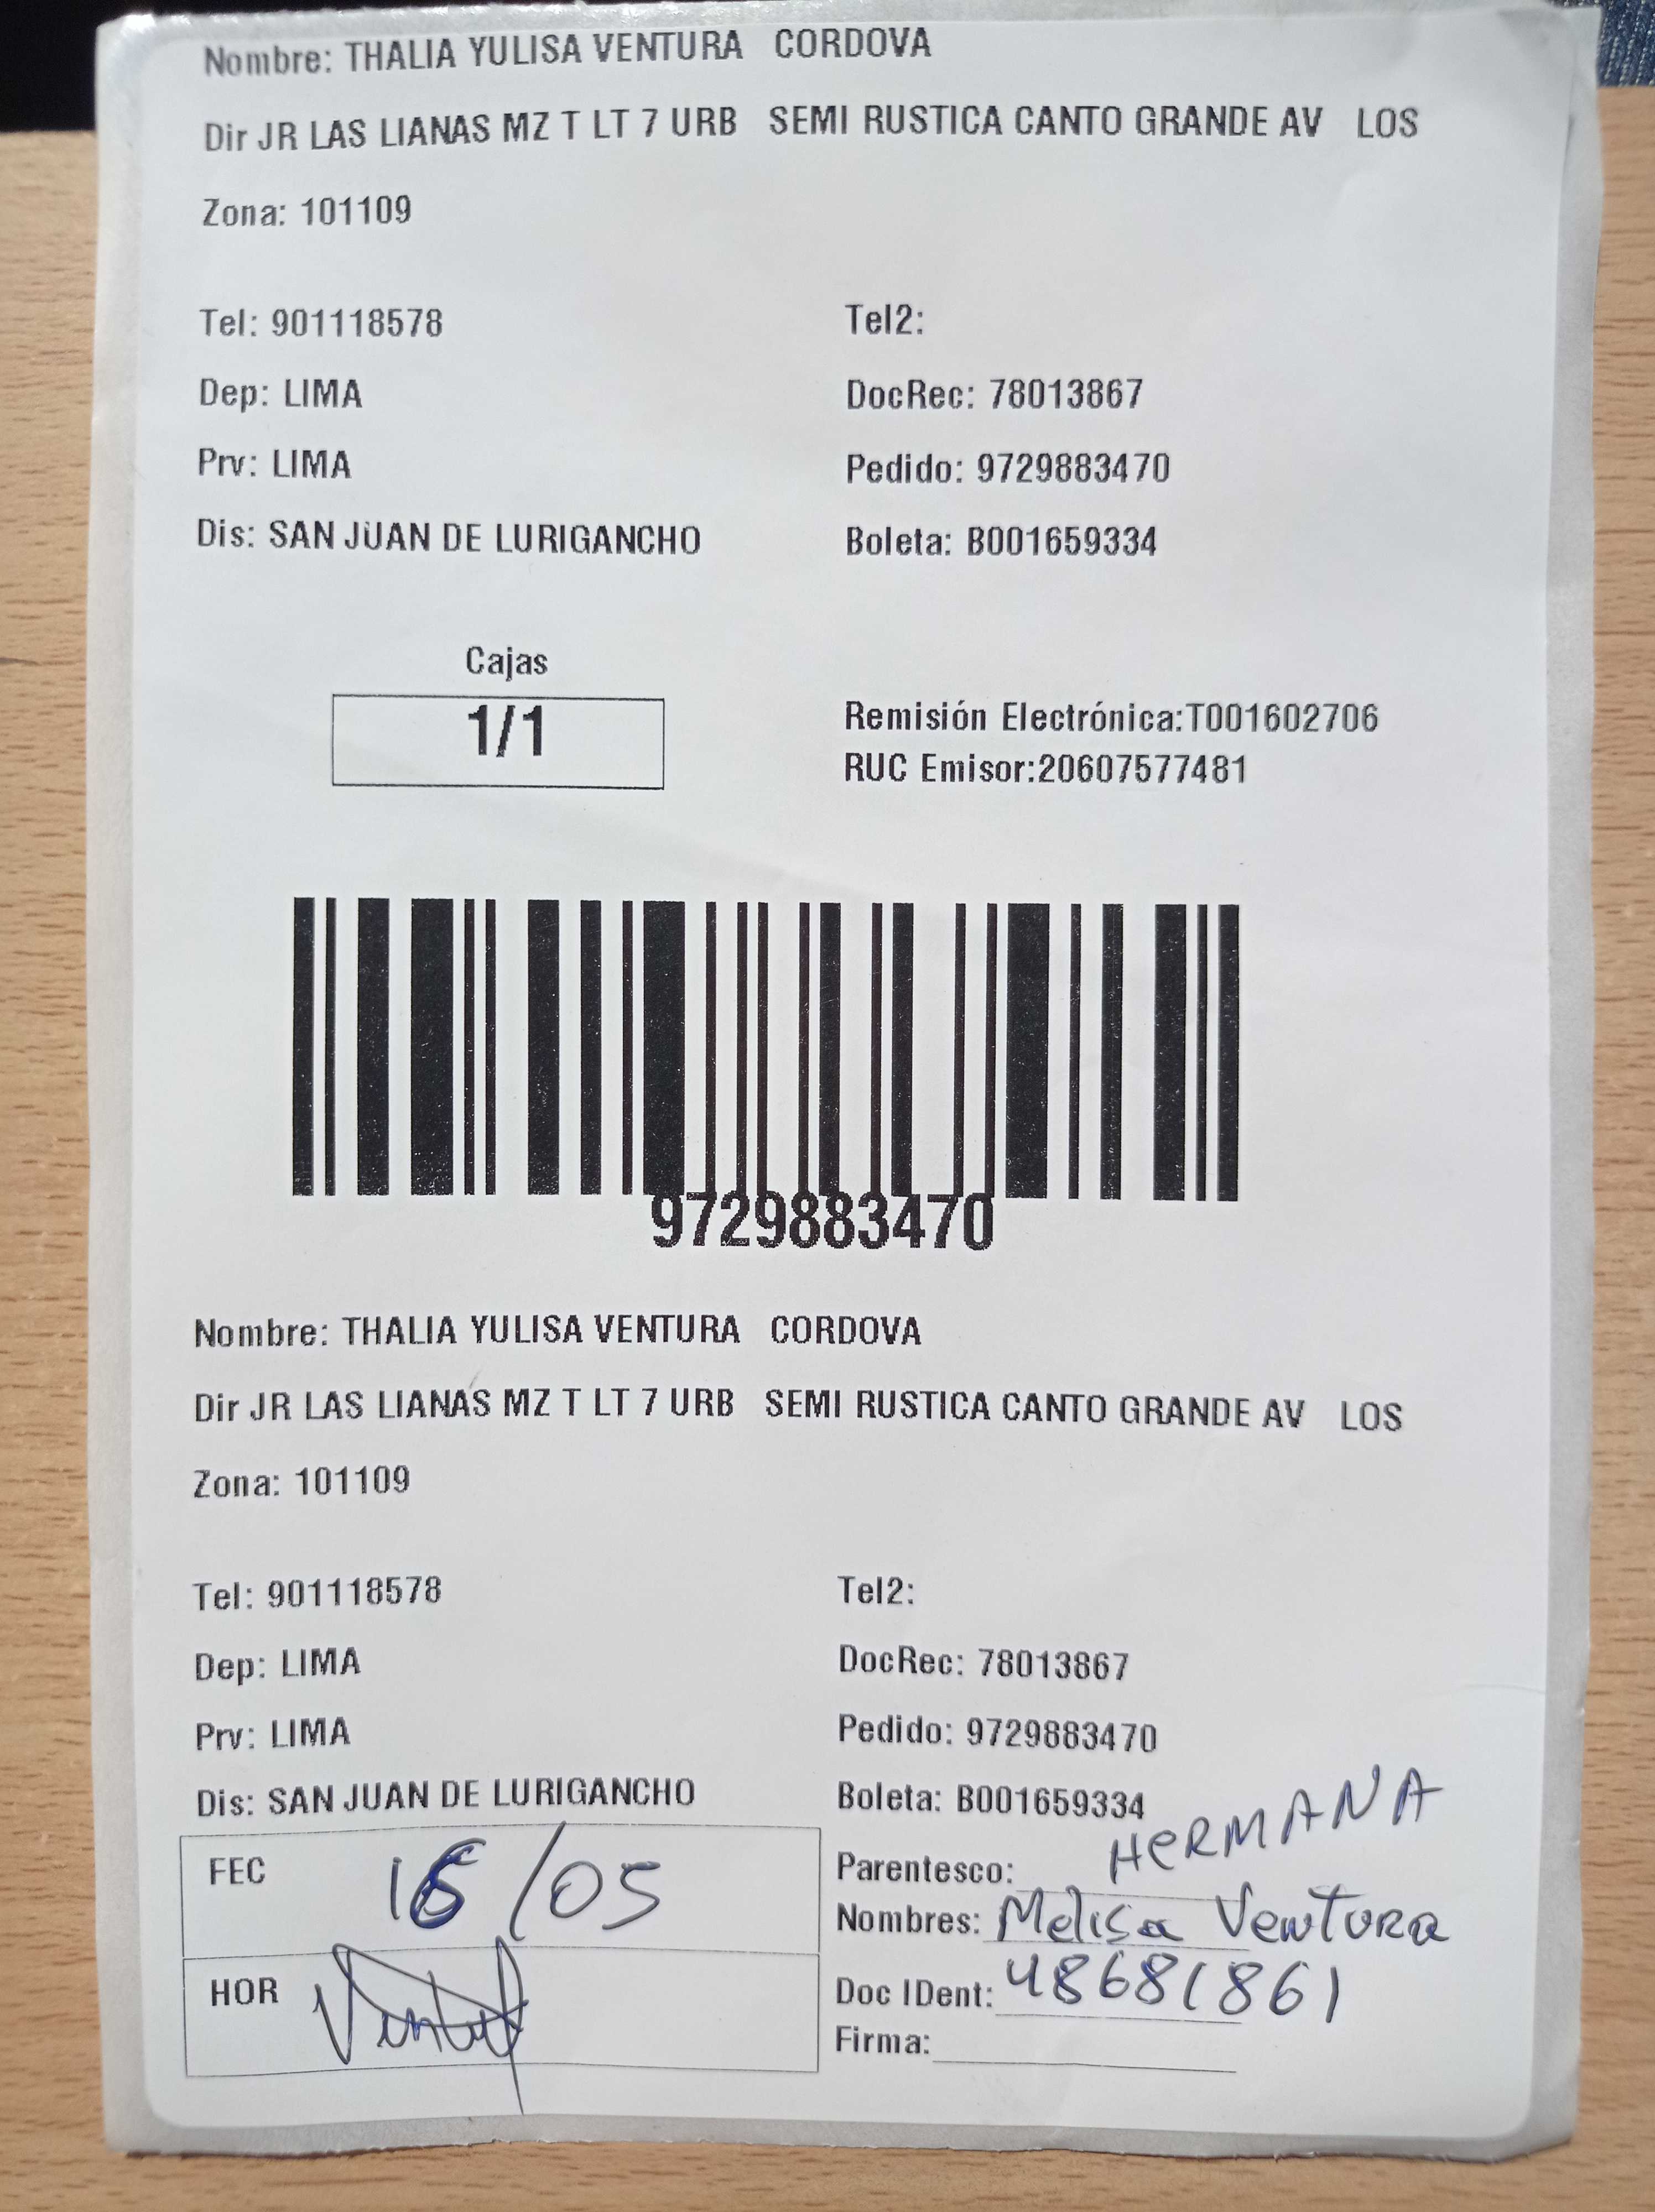 Nombre: THALIA YULISA VENTURA CORDOVA
Dir JR LAS LIANAS MZ T LT 7 URB SEMI RUSTICA CANTO GRANDE AV LOS
Zona: 101109
Tel: 901118578 Tel2:
Dep: LIMA DocRec: 78013867
Prv: LIMA Pedido: 9729883470
Dis: SAN JUAN DE LURIGANCHO Boleta: B001659334
Cajas
1/1
Remisión Electrónica:T001602706
RUC Emisor:20607577481
9729883470
Nombre: THALIA YULISA VENTURA CORDOVA
Dir JR LAS LIANAS MZ T LT 7 URB SEMI RUSTICA CANTO GRANDE AV LOS
Zona: 101109
Tel: 901118578 Tel2:
Dep: LIMA DocRec: 78013867
Prv: LIMA Pedido: 9729883470
Dis: SAN JUAN DE LURIGANCHO Boleta: B001659334
FEC /05
Parentesco: HERMANA
Nombres: Melisa Ventura
HOR
Doc IDent: 48681861
Firma: